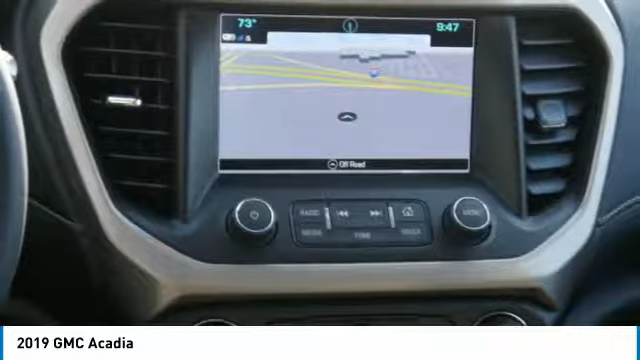 73°
9:47
Off Road
RADIO
MENU
MEDIA TONE
2019 GMC Acadia